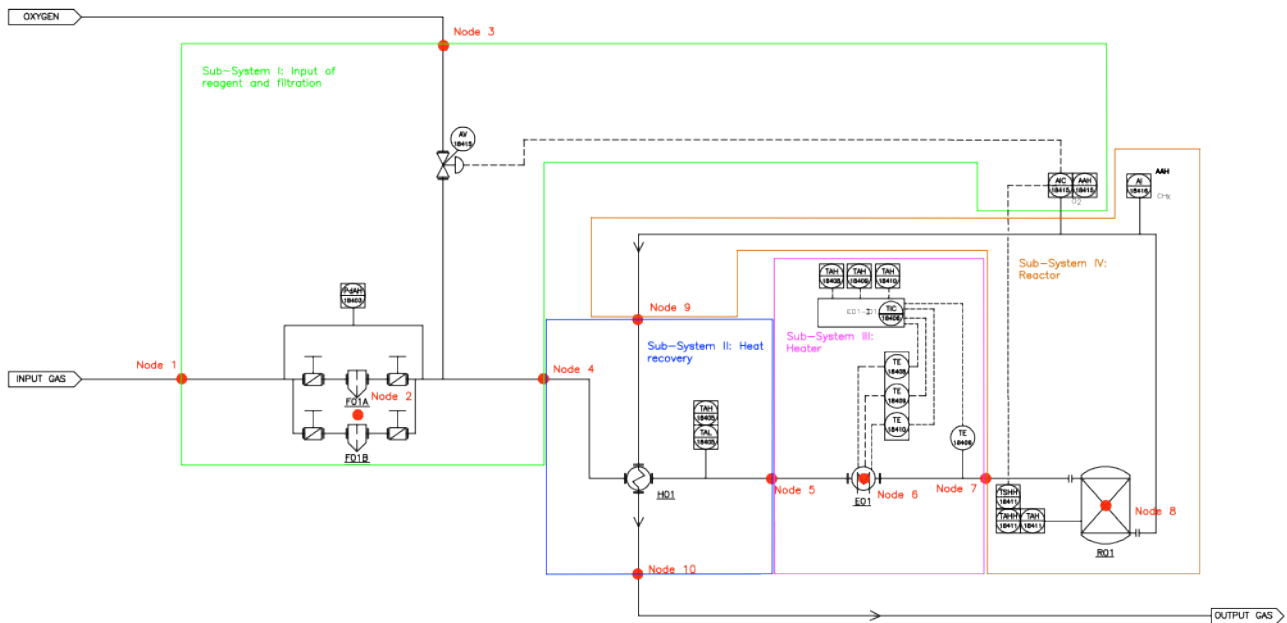 OXYGEN
Node 3
Sub-System I: Input of
reagent and filtration
AV
18415
AIC
18415
AAH
18415
O2
AI
18416
AAH
CHx
Sub-System IV:
Reactor
TAH
18408
TAH
18409
TAH
18410
PdAH
18402
Node 9
TIC
18406
Sub-System II: Heat
recovery
Sub-System III:
Heater
Node 1
INPUT GAS
Node 4
TE
18408
F01A
Node 2
TE
18409
TAH
18405
TAL
18405
TE
18410
TE
18406
F01B
H01
Node 5
E01
Node 6
Node 7
TSHH
18411
TAHH
18411
TAH
18411
Node 8
R01
Node 10
OUTPUT GAS